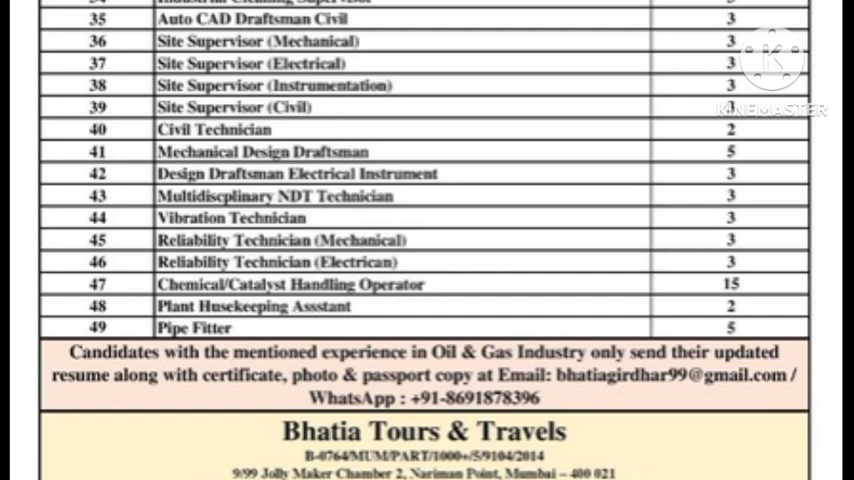 Industrial Cleaning Supervisor
35 Auto CAD Draftsman Civil 3
36 Site Supervisor (Mechanical) 3
37 Site Supervisor (Electrical) 3
38 Site Supervisor (Instrumentation) 3
39 Site Supervisor (Civil) 3
40 Civil Technician 2
41 Mechanical Design Draftsman 5
42 Design Draftsman Electrical Instrument 3
43 Multidiscplinary NDT Technician 3
44 Vibration Technician 3
45 Reliability Technician (Mechanical) 3
46 Reliability Technician (Electrican) 3
47 Chemical/Catalyst Handling Operator 15
48 Plant Husekeeping Assstant 2
49 Pipe Fitter 5
K
KINEMASTER
Candidates with the mentioned experience in Oil & Gas Industry only send their updated
resume along with certificate, photo & passport copy at Email: bhatiagirdhar99@gmail.com /
WhatsApp : +91-8691878396
Bhatia Tours & Travels
B-0764/MUM/PART/1000+/5/9104/2014
9/99 Jolly Maker Chamber 2, Nariman Point, Mumbai – 400 021